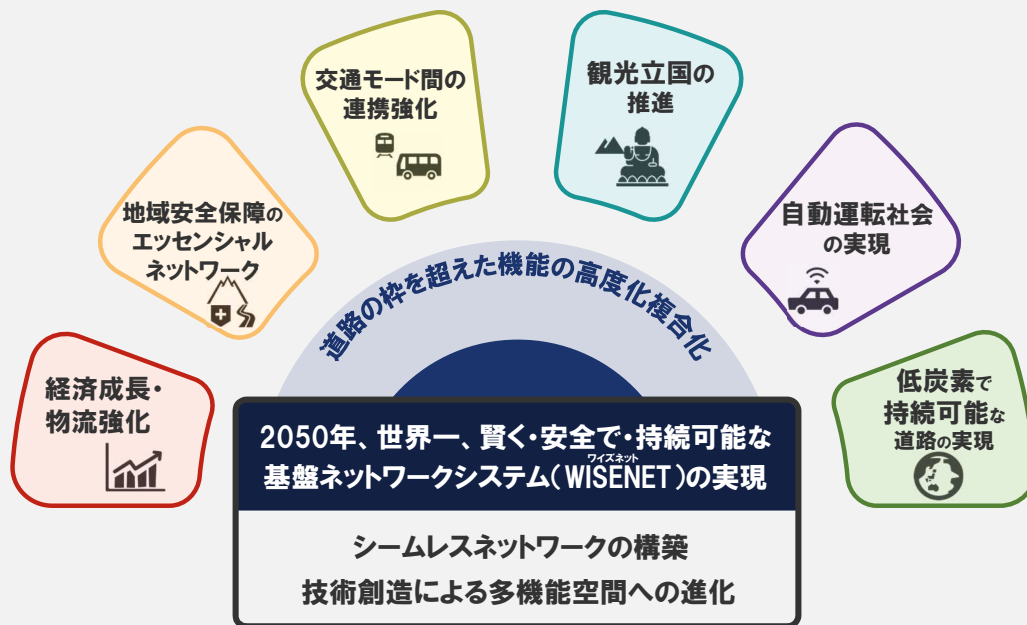 交通モード間の
連携強化
観光立国の
推進
地域安全保障の
エッセンシャル
ネットワーク
自動運転社会
の実現
経済成長・
物流強化
低炭素で
持続可能な
道路の実現
道路の枠を超えた機能の高度化複合化
2050年、世界一、賢く・安全で・持続可能な
ワイズネット
基盤ネットワークシステム(WISENET)の実現
シームレスネットワークの構築
技術創造による多機能空間への進化